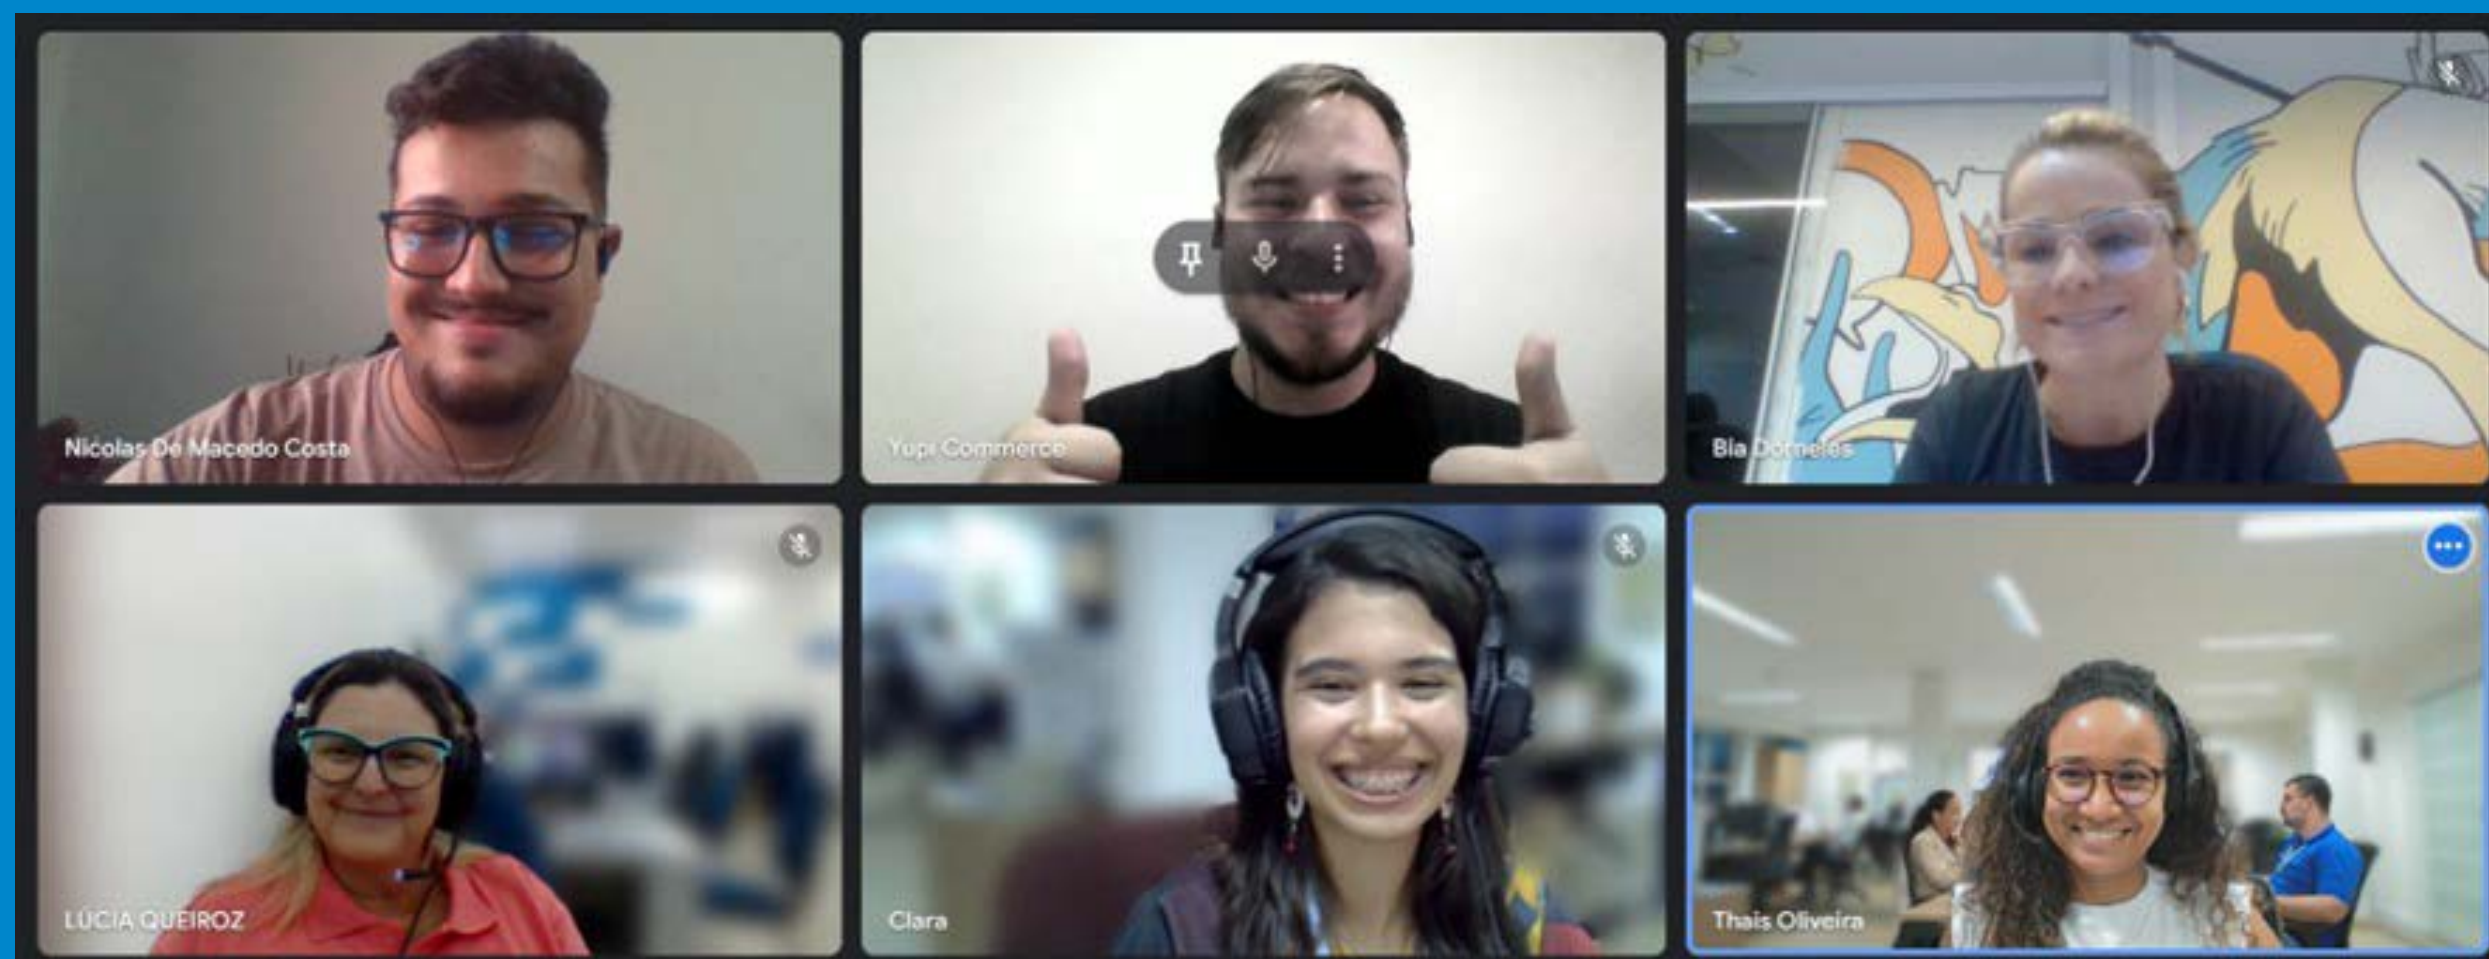 Nicolas De Macedo Costa
Yupi Commerce
Bia Dorneles
LÚCIA QUEIROZ
Clara
Thais Oliveira